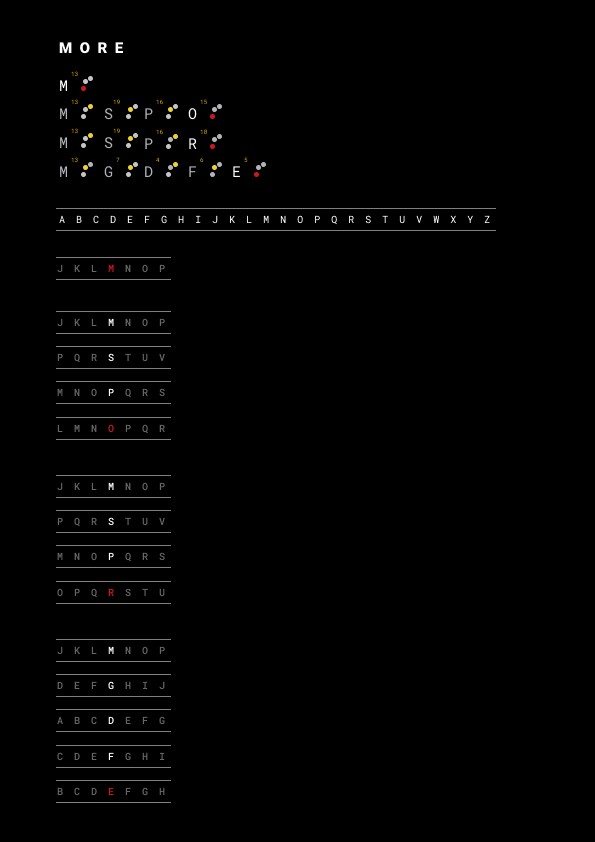 MORE
13
M
13 19 16 15
M S P O
13 19 16 18
M S P R
13 7 4 6 5
M G D F E
A B C D E F G H I J K L M N O P Q R S T U V W X Y Z
J K L M N O P
J K L M N O P
P Q R S T U V
M N O P Q R S
L M N O P Q R
J K L M N O P
P Q R S T U V
M N O P Q R S
O P Q R S T U
J K L M N O P
D E F G H I J
A B C D E F G
C D E F G H I
B C D E F G H